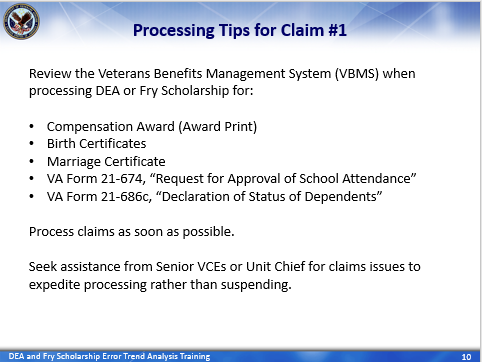 Processing Tips for Claim #1
Review the Veterans Benefits Management System (VBMS) when
processing DEA or Fry Scholarship for:
• Compensation Award (Award Print)
• Birth Certificates
• Marriage Certificate
• VA Form 21-674, “Request for Approval of School Attendance”
• VA Form 21-686c, “Declaration of Status of Dependents”
Process claims as soon as possible.
Seek assistance from Senior VCEs or Unit Chief for claims issues to
expedite processing rather than suspending.
DEA and Fry Scholarship Error Trend Analysis Training
10